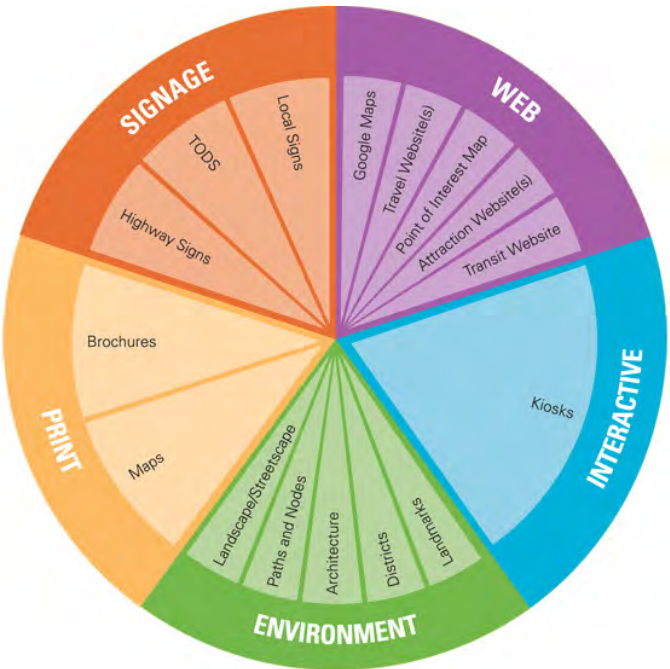 SIGNAGE
Highway Signs
TODS
Local Signs
WEB
Google Maps
Travel Website(s)
Point of Interest Map
Attraction Website(s)
Transit Website
INTERACTIVE
Kiosks
ENVIRONMENT
Landmarks
Districts
Architecture
Paths and Nodes
Landscape/Streetscape
PRINT
Maps
Brochures